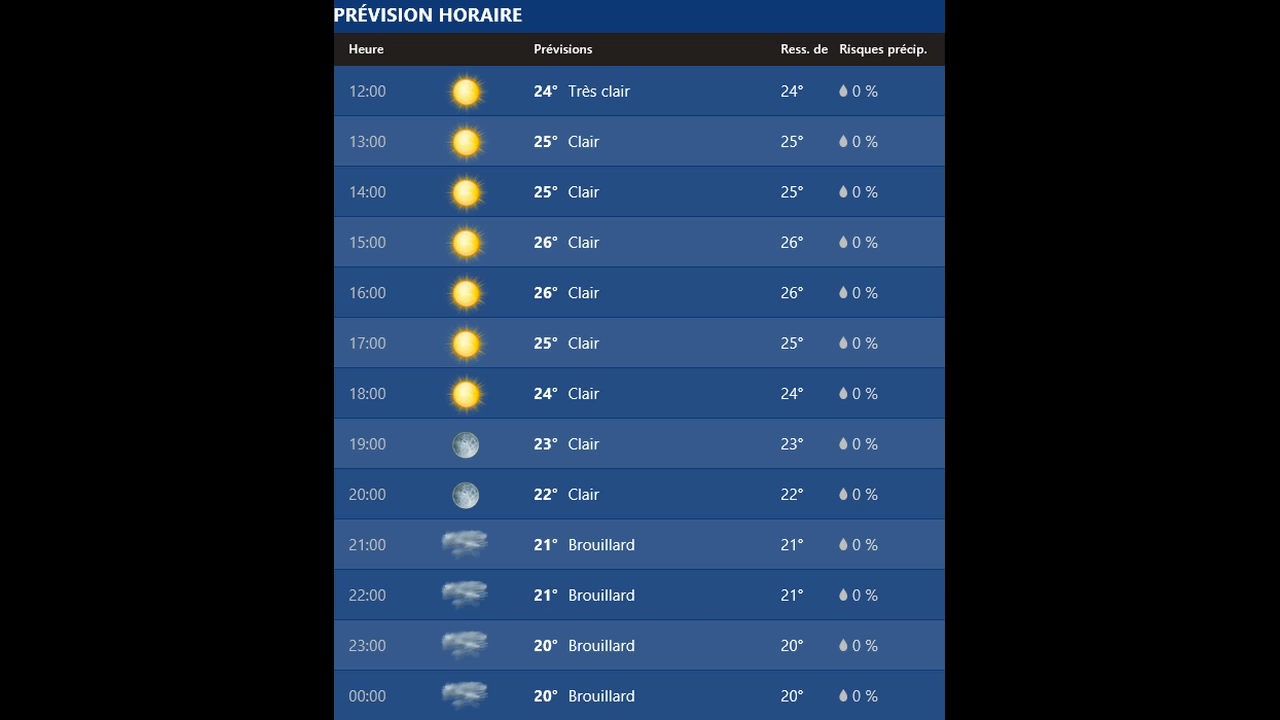 PRÉVISION HORAIRE
Heure Prévisions Ress. de Risques précip.
12:00 24° Très clair 24° 0 %
13:00 25° Clair 25° 0 %
14:00 25° Clair 25° 0 %
15:00 26° Clair 26° 0 %
16:00 26° Clair 26° 0 %
17:00 25° Clair 25° 0 %
18:00 24° Clair 24° 0 %
19:00 23° Clair 23° 0 %
20:00 22° Clair 22° 0 %
21:00 21° Brouillard 21° 0 %
22:00 21° Brouillard 21° 0 %
23:00 20° Brouillard 20° 0 %
00:00 20° Brouillard 20° 0 %